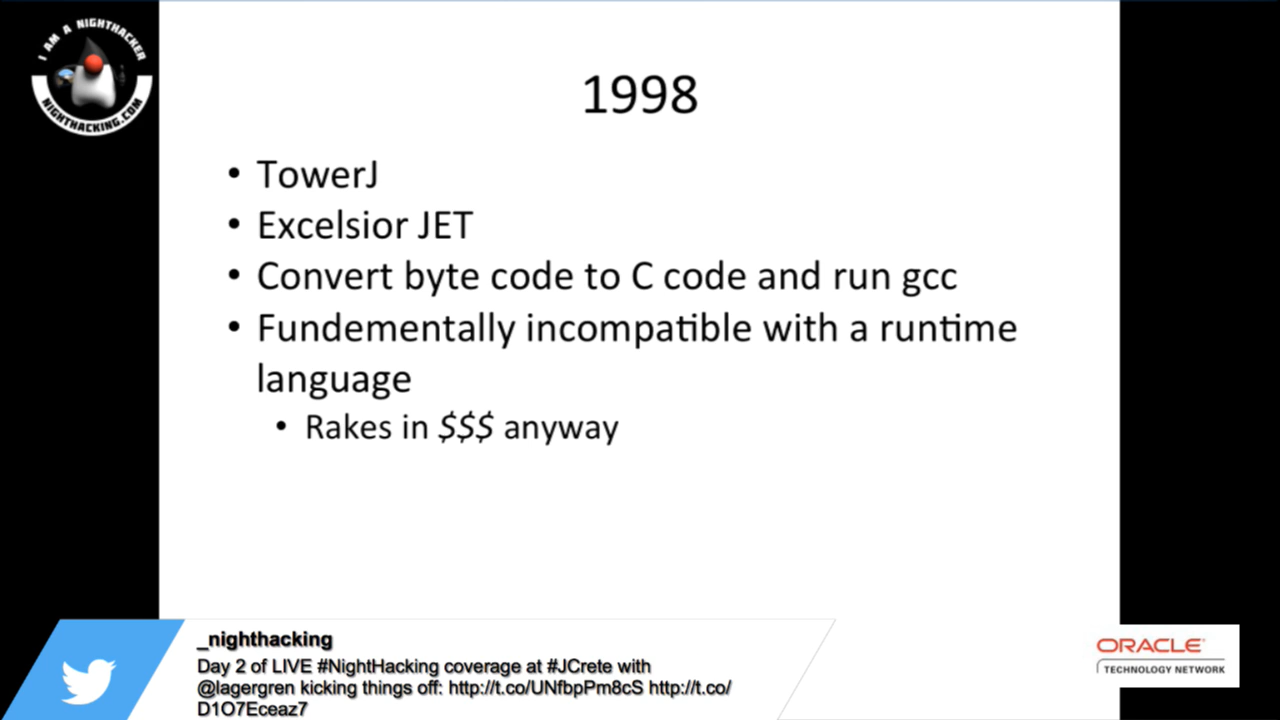 I AM A NIGHTHACKER
NIGHTHACKING.COM
1998
• TowerJ
• Excelsior JET
• Convert byte code to C code and run gcc
• Fundementally incompatible with a runtime
language
• Rakes in $$$ anyway
_nighthacking
Day 2 of LIVE #NightHacking coverage at #JCrete with
@lagergren kicking things off: http://t.co/UNfbpPm8cS http://t.co/
D1O7Eceaz7
ORACLE
TECHNOLOGY NETWORK